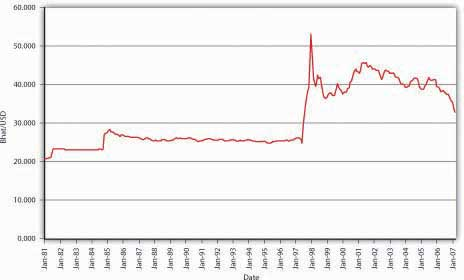 60.000
50.000
40.000
30.000
20.000
10.000
0.000
Bhat/USD
Jan-81
Jan-82
Jan-83
Jan-84
Jan-85
Jan-86
Jan-87
Jan-88
Jan-89
Jan-90
Jan-91
Jan-92
Jan-93
Jan-94
Jan-95
Jan-96
Jan-97
Jan-98
Jan-99
Jan-00
Jan-01
Jan-02
Jan-03
Jan-04
Jan-05
Jan-06
Jan-07
Date